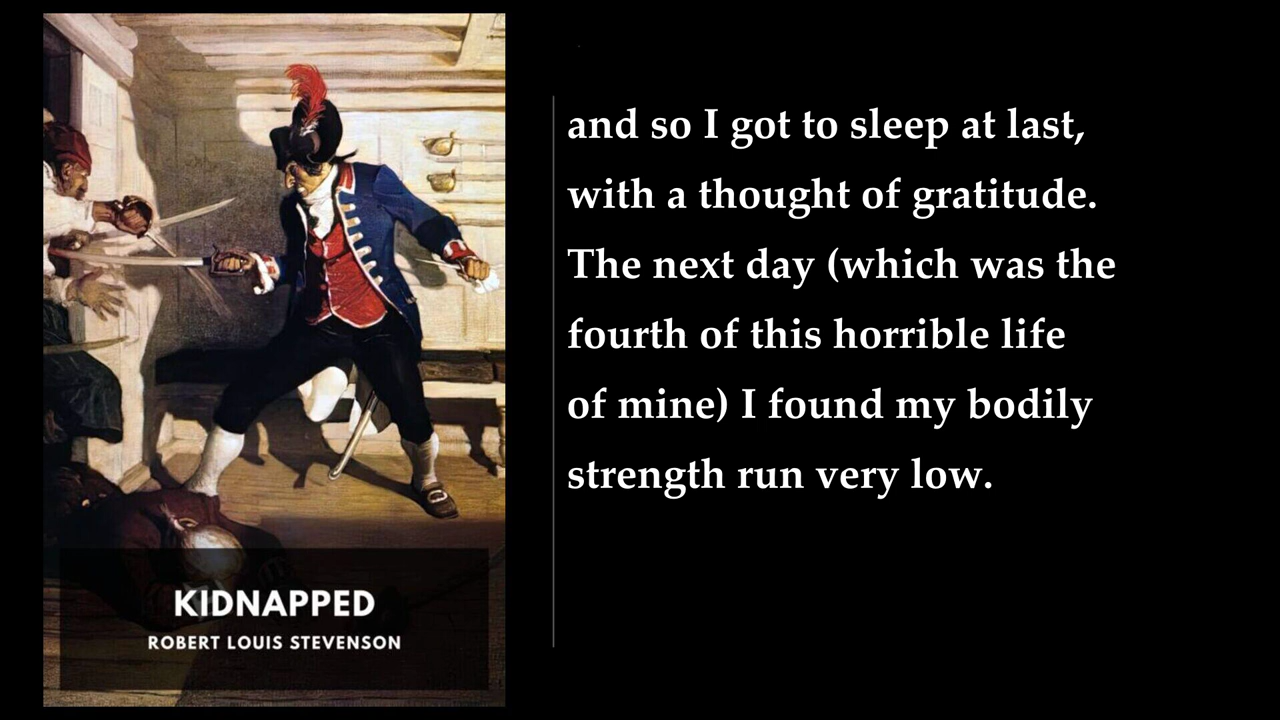 KIDNAPPED
ROBERT LOUIS STEVENSON
and so I got to sleep at last,
with a thought of gratitude.
The next day (which was the
fourth of this horrible life
of mine) I found my bodily
strength run very low.